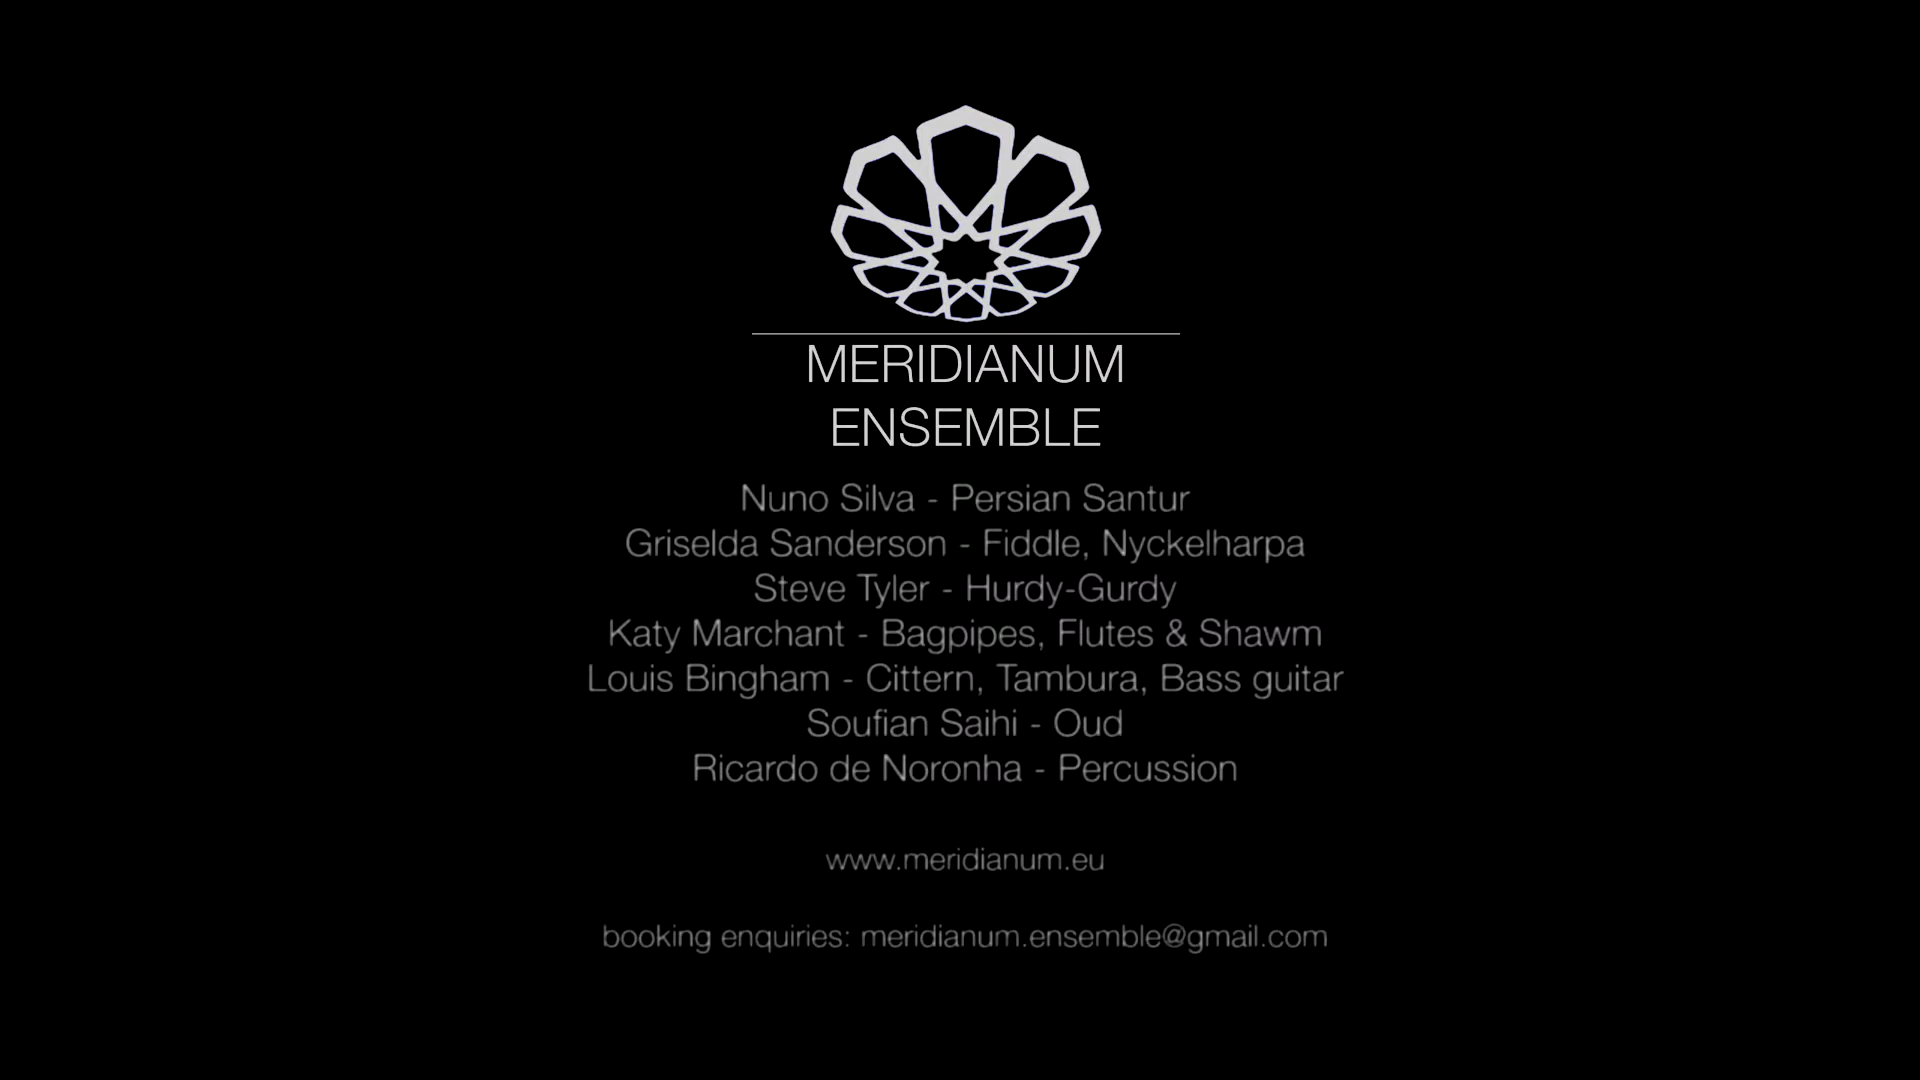 MERIDIANUM
ENSEMBLE
Nuno Silva - Persian Santur
Griselda Sanderson - Fiddle, Nyckelharpa
Steve Tyler - Hurdy-Gurdy
Katy Marchant - Bagpipes, Flutes & Shawm
Louis Bingham - Cittern, Tambura, Bass guitar
Soufian Saihi - Oud
Ricardo de Noronha - Percussion
www.meridianum.eu
booking enquiries: meridianum.ensemble@gmail.com